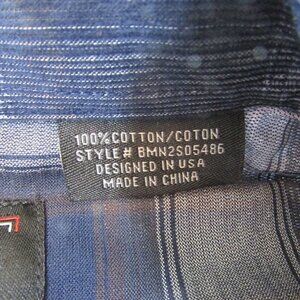 100% COTTON/COTON
STYLE# BMN2S05486
DESIGNED IN USA
MADE IN CHINA